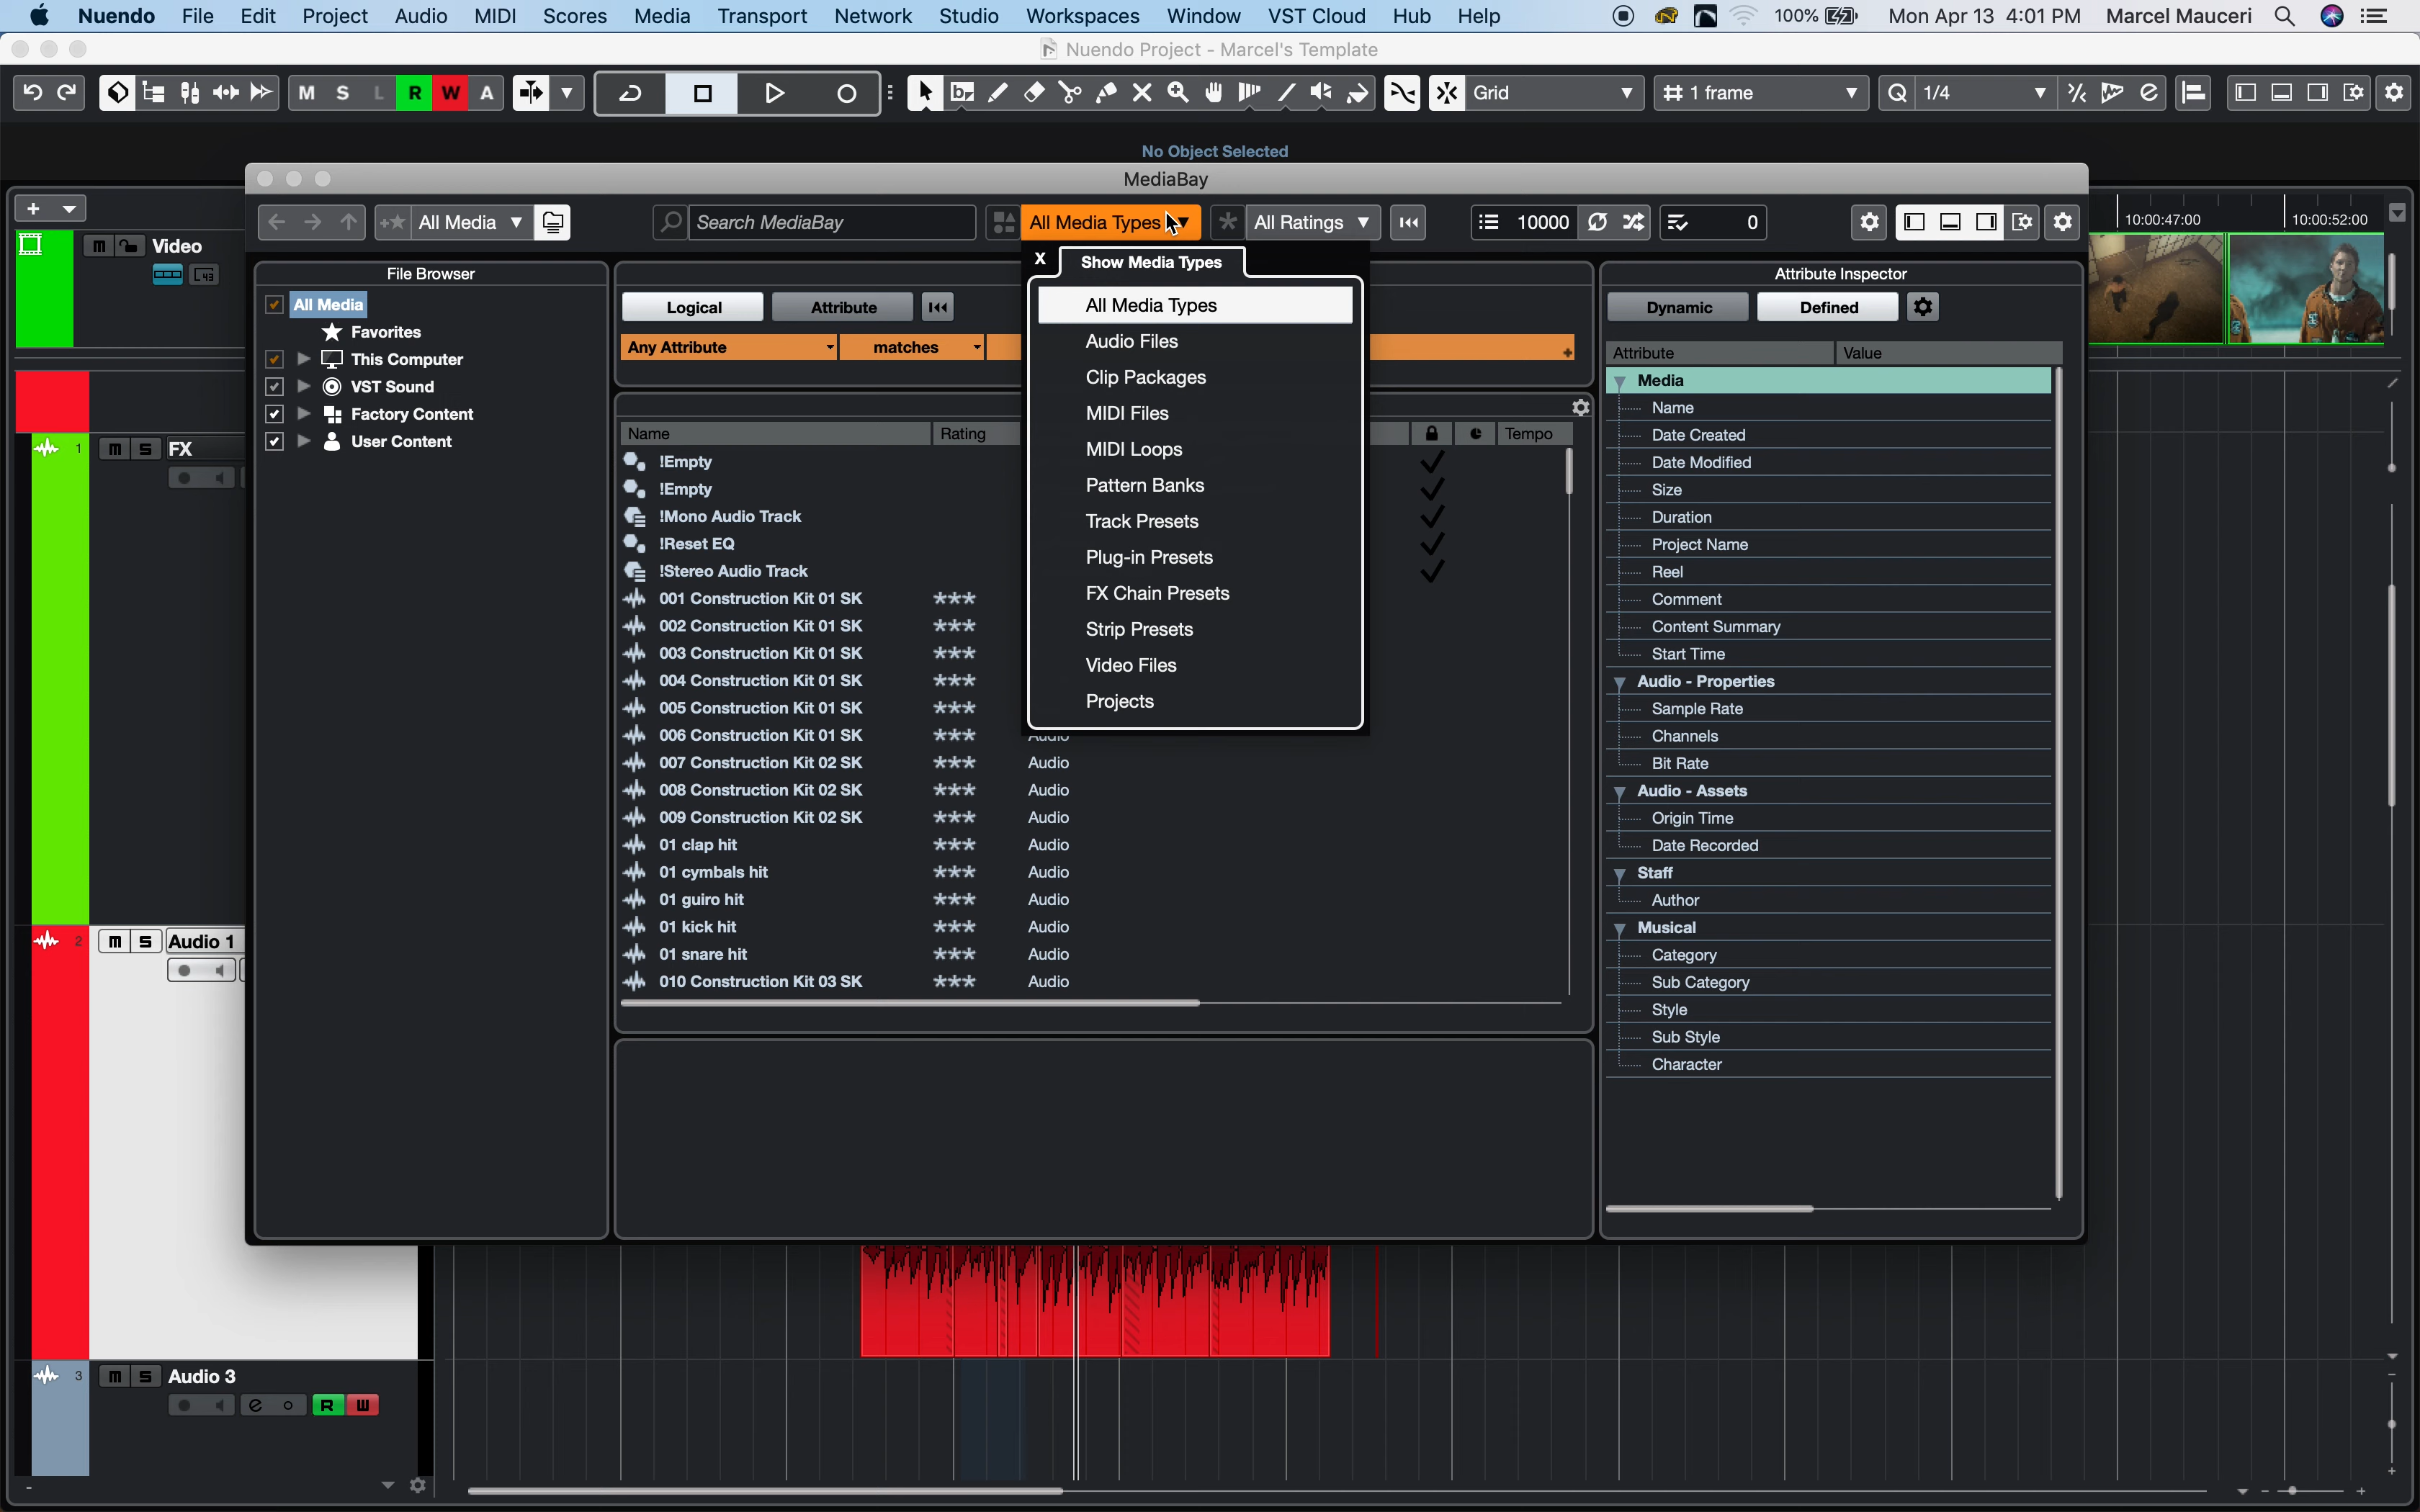 Nuendo File Edit Project Audio MIDI Scores Media Transport Network Studio Workspaces Window VST Cloud Hub Help 100% Mon Apr 13 4:01 PM Marcel Mauceri
Nuendo Project - Marcel's Template
M S L R W A Grid 1 frame Q 1/4
No Object Selected
MediaBay
All Media Search MediaBay All Media Types All Ratings 10000 0
10:00:47:00 10:00:52:00
m Video
File Browser
All Media
Favorites
This Computer
VST Sound
Factory Content
User Content
X Show Media Types
All Media Types
Audio Files
Clip Packages
MIDI Files
MIDI Loops
Pattern Banks
Track Presets
Plug-in Presets
FX Chain Presets
Strip Presets
Video Files
Projects
Logical Attribute
Any Attribute matches
Name Rating Tempo
!Empty
!Empty
!Mono Audio Track
!Reset EQ
!Stereo Audio Track
001 Construction Kit 01 SK ***
002 Construction Kit 01 SK ***
003 Construction Kit 01 SK ***
004 Construction Kit 01 SK ***
005 Construction Kit 01 SK ***
006 Construction Kit 01 SK *** Audio
007 Construction Kit 02 SK *** Audio
008 Construction Kit 02 SK *** Audio
009 Construction Kit 02 SK *** Audio
01 clap hit *** Audio
01 cymbals hit *** Audio
01 guiro hit *** Audio
01 kick hit *** Audio
01 snare hit *** Audio
010 Construction Kit 03 SK *** Audio
Attribute Inspector
Dynamic Defined
Attribute Value
Media
Name
Date Created
Date Modified
Size
Duration
Project Name
Reel
Comment
Content Summary
Start Time
Audio - Properties
Sample Rate
Channels
Bit Rate
Audio - Assets
Origin Time
Date Recorded
Staff
Author
Musical
Category
Sub Category
Style
Sub Style
Character
1 m S FX
2 m S Audio 1
3 m S Audio 3
e R W